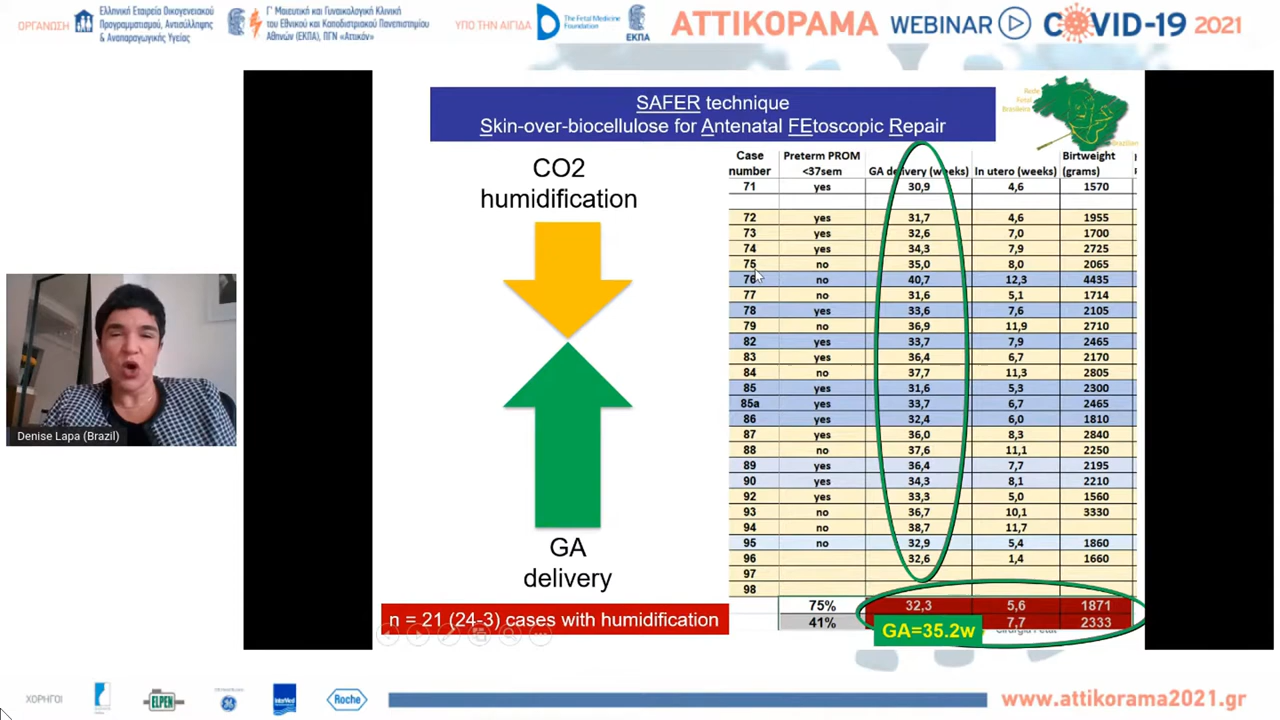 ΟΡΓΑΝΩΣΗ
Ελληνική Εταιρεία Οικογενειακού
Προγραμματισμού, Αντισύλληψης
& Αναπαραγωγικής Υγείας
Γ' Μαιευτική και Γυναικολογική Κλινική
του Εθνικού και Καποδιστριακού Πανεπιστημίου
Αθηνών (ΕΚΠΑ), ΠΓΝ «Αττικόν»
ΥΠΟ ΤΗΝ ΑΙΓΙΔΑ
The Fetal Medicine
Foundation
ΕΚΠΑ
ΑΤΤΙΚΟΡΑΜΑ
WEBINAR
COVID-19 2021
SAFER technique
Skin-over-biocellulose for Antenatal FEtoscopic Repair
Rede
Fetal
Brasileira
Brazilian
CO2
humidification
GA
delivery
n = 21 (24-3) cases with humidification
Case number Preterm PROM <37sem GA delivery (weeks) In utero (weeks) Birtweight (grams)
71 yes 30,9 4,6 1570
72 yes 31,7 4,6 1955
73 yes 32,6 7,0 1700
74 yes 34,3 7,9 2725
75 no 35,0 8,0 2065
76 no 40,7 12,3 4435
77 no 31,6 5,1 1714
78 yes 33,6 7,6 2105
79 no 36,9 11,9 2710
82 yes 33,7 7,9 2465
83 yes 36,4 6,7 2170
84 no 37,7 11,3 2805
85 yes 31,6 5,3 2300
85a yes 33,7 6,7 2465
86 yes 32,4 6,0 1810
87 yes 36,0 8,3 2840
88 no 37,6 11,1 2250
89 yes 36,4 7,7 2195
90 yes 34,3 8,1 2210
92 yes 33,3 5,0 1560
93 no 36,7 10,1 3330
94 no 38,7 11,7
95 no 32,9 5,4 1860
96 32,6 1,4 1660
97
98
75% 32,3 5,6 1871
41% 7,7 2333
GA=35.2w
Cirurgia Fetal
Denise Lapa (Brazil)
ΧΟΡΗΓΟΙ
ELPEN
InterMed
Roche
www.attikorama2021.gr